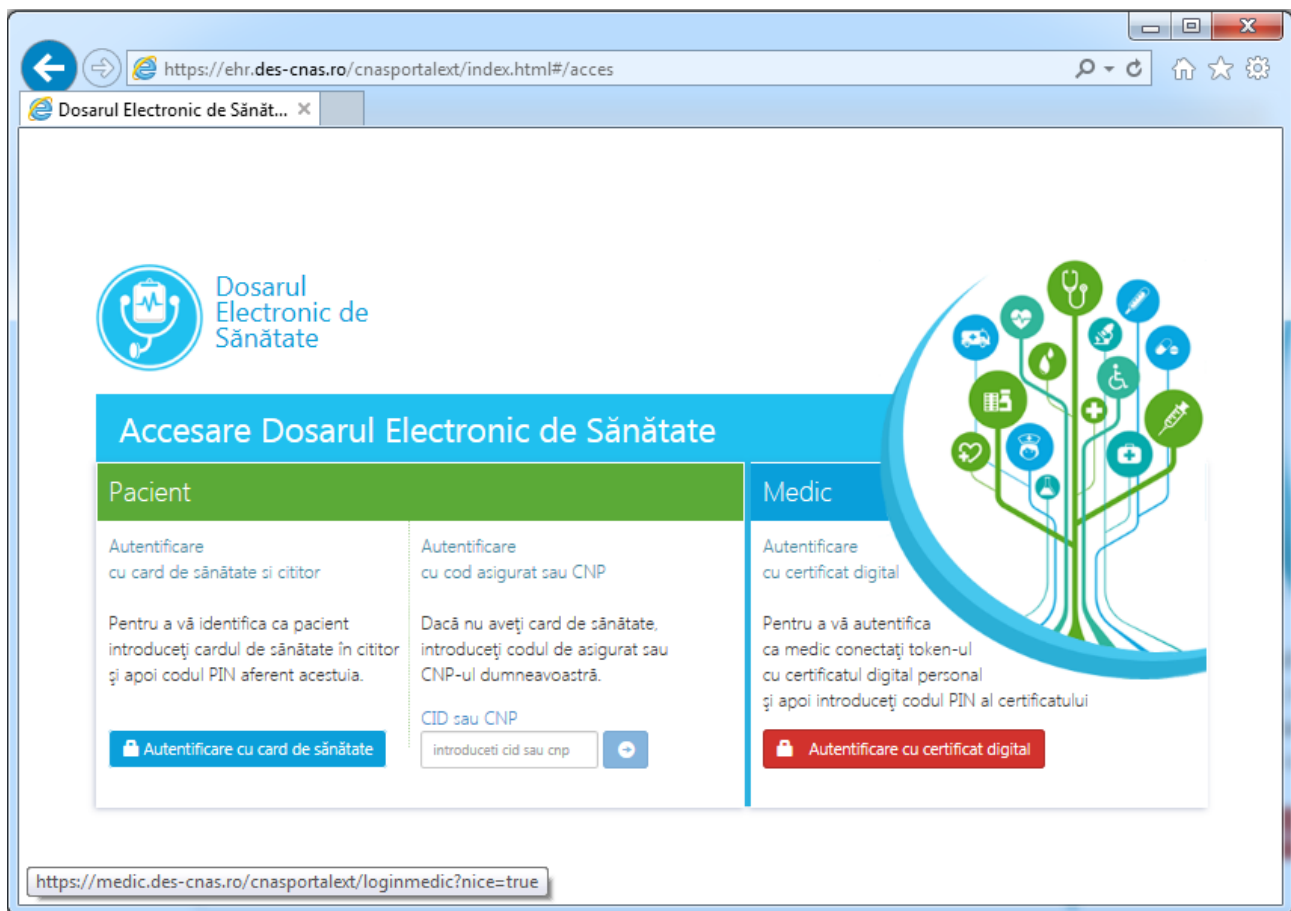 https://ehr.des-cnas.ro/cnasportalext/index.html#/acces
Dosarul Electronic de Sănăt...
Dosarul
Electronic de
Sănătate
Accesare Dosarul Electronic de Sănătate
Pacient
Autentificare
cu card de sănătate si cititor
Pentru a vă identifica ca pacient
introduceţi cardul de sănătate în cititor
şi apoi codul PIN aferent acestuia.
Autentificare cu card de sănătate
Autentificare
cu cod asigurat sau CNP
Dacă nu aveţi card de sănătate,
introduceţi codul de asigurat sau
CNP-ul dumneavoastră.
CID sau CNP
introduceti cid sau cnp
Medic
Autentificare
cu certificat digital
Pentru a vă autentifica
ca medic conectaţi token-ul
cu certificatul digital personal
şi apoi introduceţi codul PIN al certificatului
Autentificare cu certificat digital
https://medic.des-cnas.ro/cnasportalext/loginmedic?nice=true